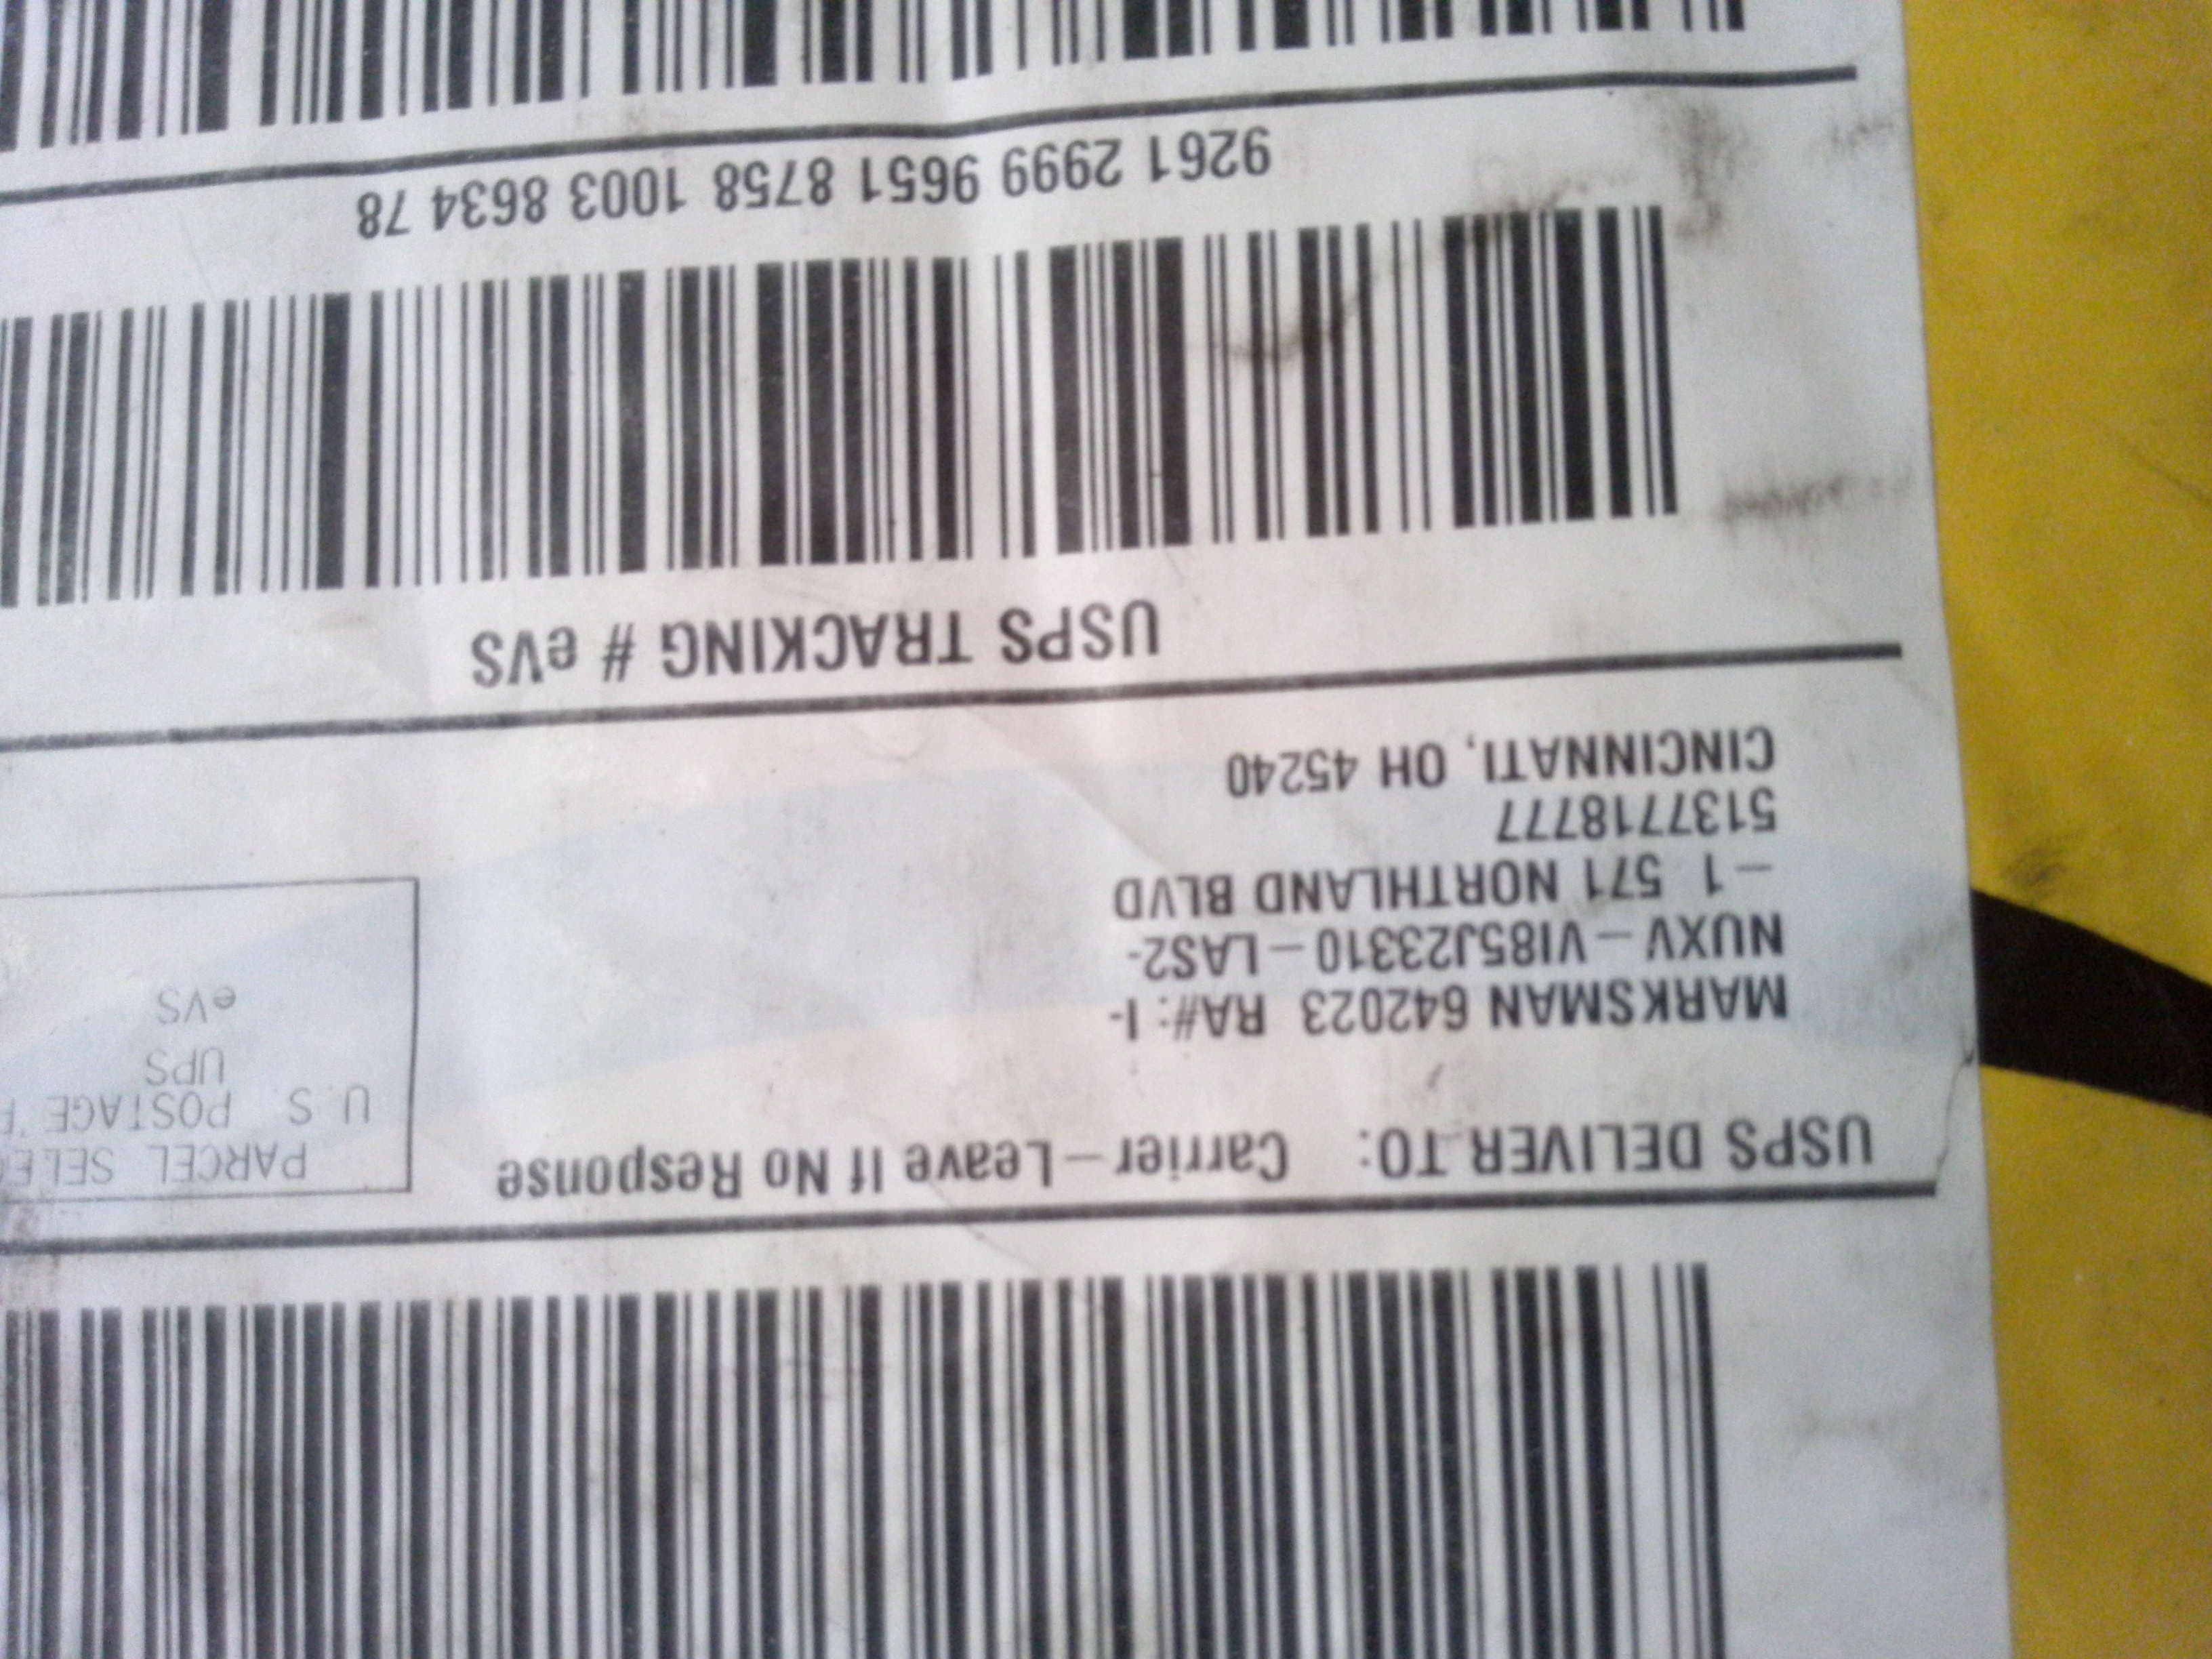 PARCEL SELE
U.S. POSTAGE
UPS
eVS
USPS DELIVER TO: Carrier – Leave If No Response
MARKSMAN 642023 RA#: I-
NUXV – VI85J23310 – LAS2-
– 1 571 NORTHLAND BLVD
5137718777
CINCINNATI, OH 45240
USPS TRACKING # eVS
9261 2999 9651 8758 1003 8634 78